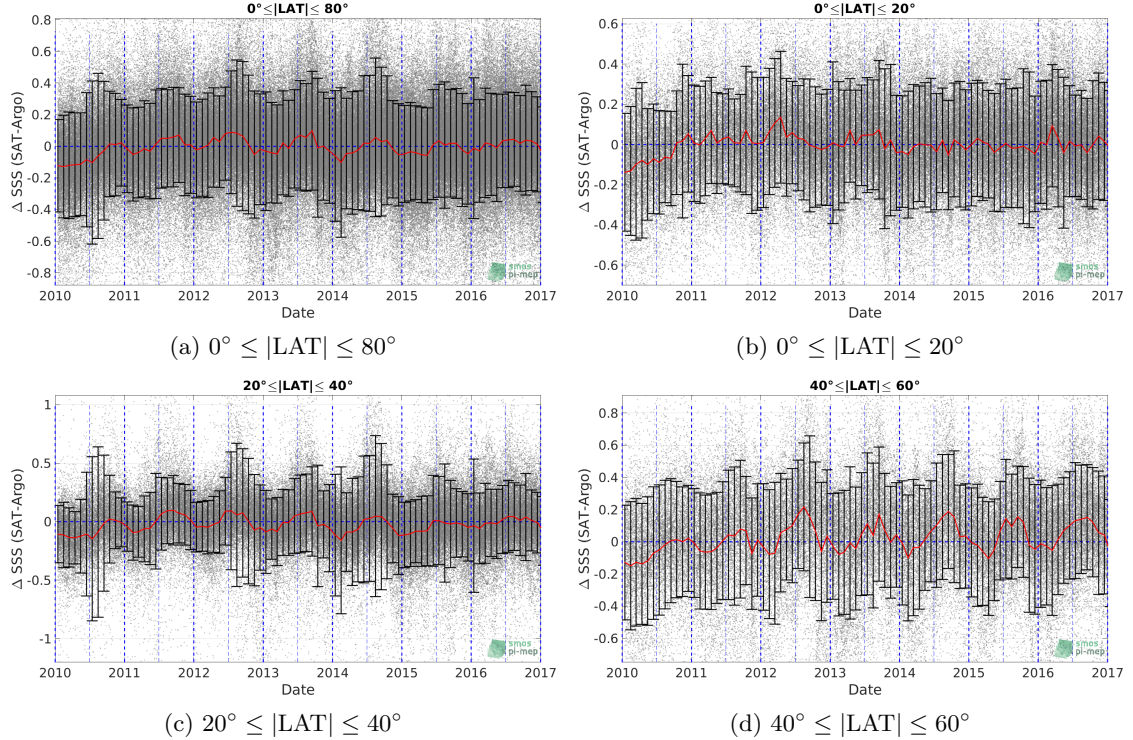 0°≤|LAT|≤ 80°
Δ SSS (SAT-Argo)
0.8
0.6
0.4
0.2
0
-0.2
-0.4
-0.6
-0.8
smos
pi-mep
2010 2011 2012 2013 2014 2015 2016 2017
Date
(a) 0° ≤ |LAT| ≤ 80°
0°≤|LAT|≤ 20°
Δ SSS (SAT-Argo)
0.6
0.4
0.2
0
-0.2
-0.4
-0.6
smos
pi-mep
2010 2011 2012 2013 2014 2015 2016 2017
Date
(b) 0° ≤ |LAT| ≤ 20°
20°≤|LAT|≤ 40°
Δ SSS (SAT-Argo)
1
0.5
0
-0.5
-1
smos
pi-mep
2010 2011 2012 2013 2014 2015 2016 2017
Date
(c) 20° ≤ |LAT| ≤ 40°
40°≤|LAT|≤ 60°
Δ SSS (SAT-Argo)
0.8
0.6
0.4
0.2
0
-0.2
-0.4
-0.6
smos
pi-mep
2010 2011 2012 2013 2014 2015 2016 2017
Date
(d) 40° ≤ |LAT| ≤ 60°